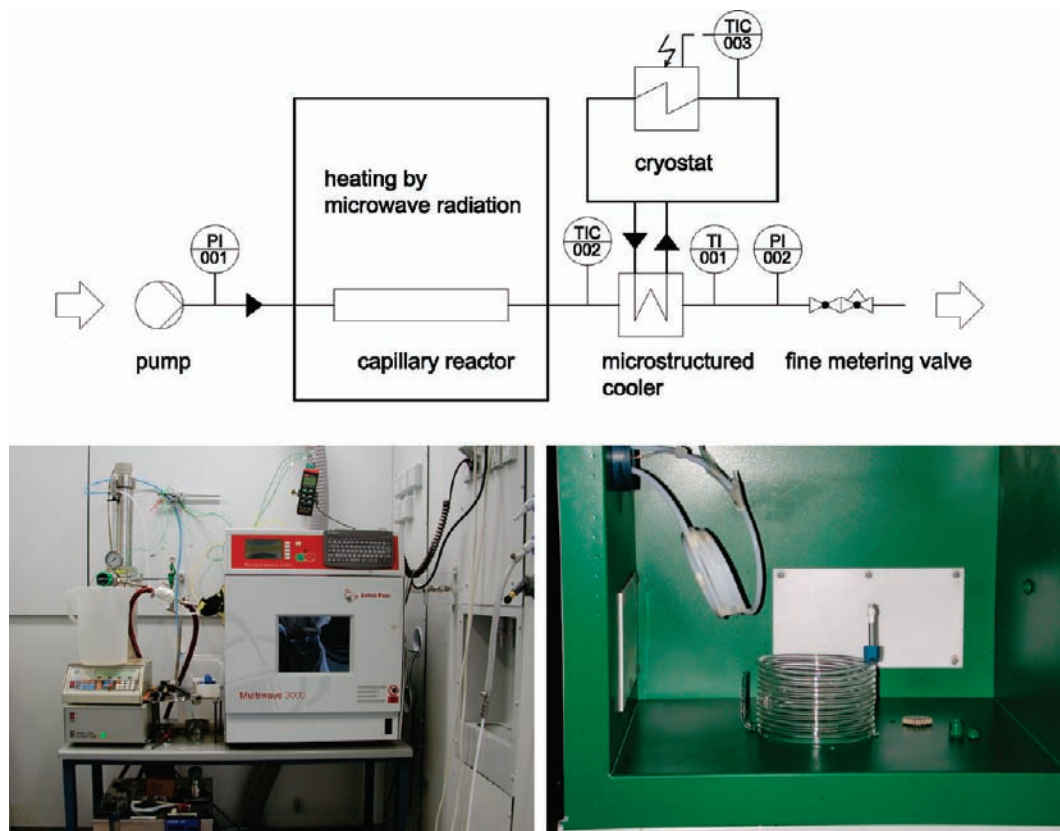 TIC
003
cryostat
heating by
microwave radiation
PI
001
TIC
002
TI
001
PI
002
pump
capillary reactor
microstructured
cooler
fine metering valve
Multiwave 3000